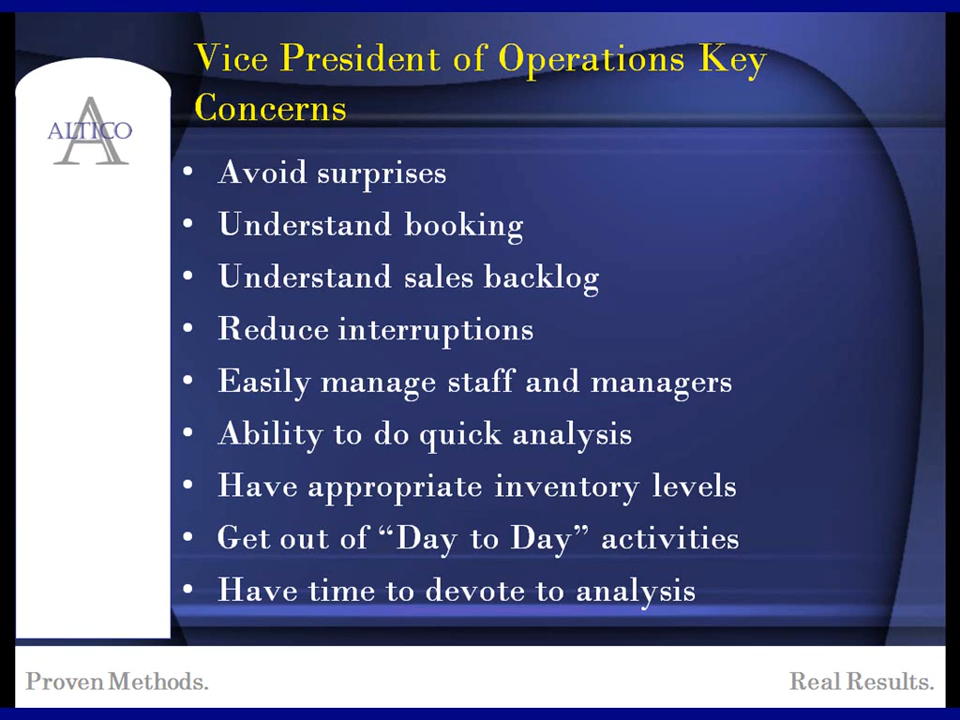 Vice President of Operations Key
Concerns
A
ALTICO
• Avoid surprises
• Understand booking
• Understand sales backlog
• Reduce interruptions
• Easily manage staff and managers
• Ability to do quick analysis
• Have appropriate inventory levels
• Get out of “Day to Day” activities
• Have time to devote to analysis
Proven Methods.
Real Results.